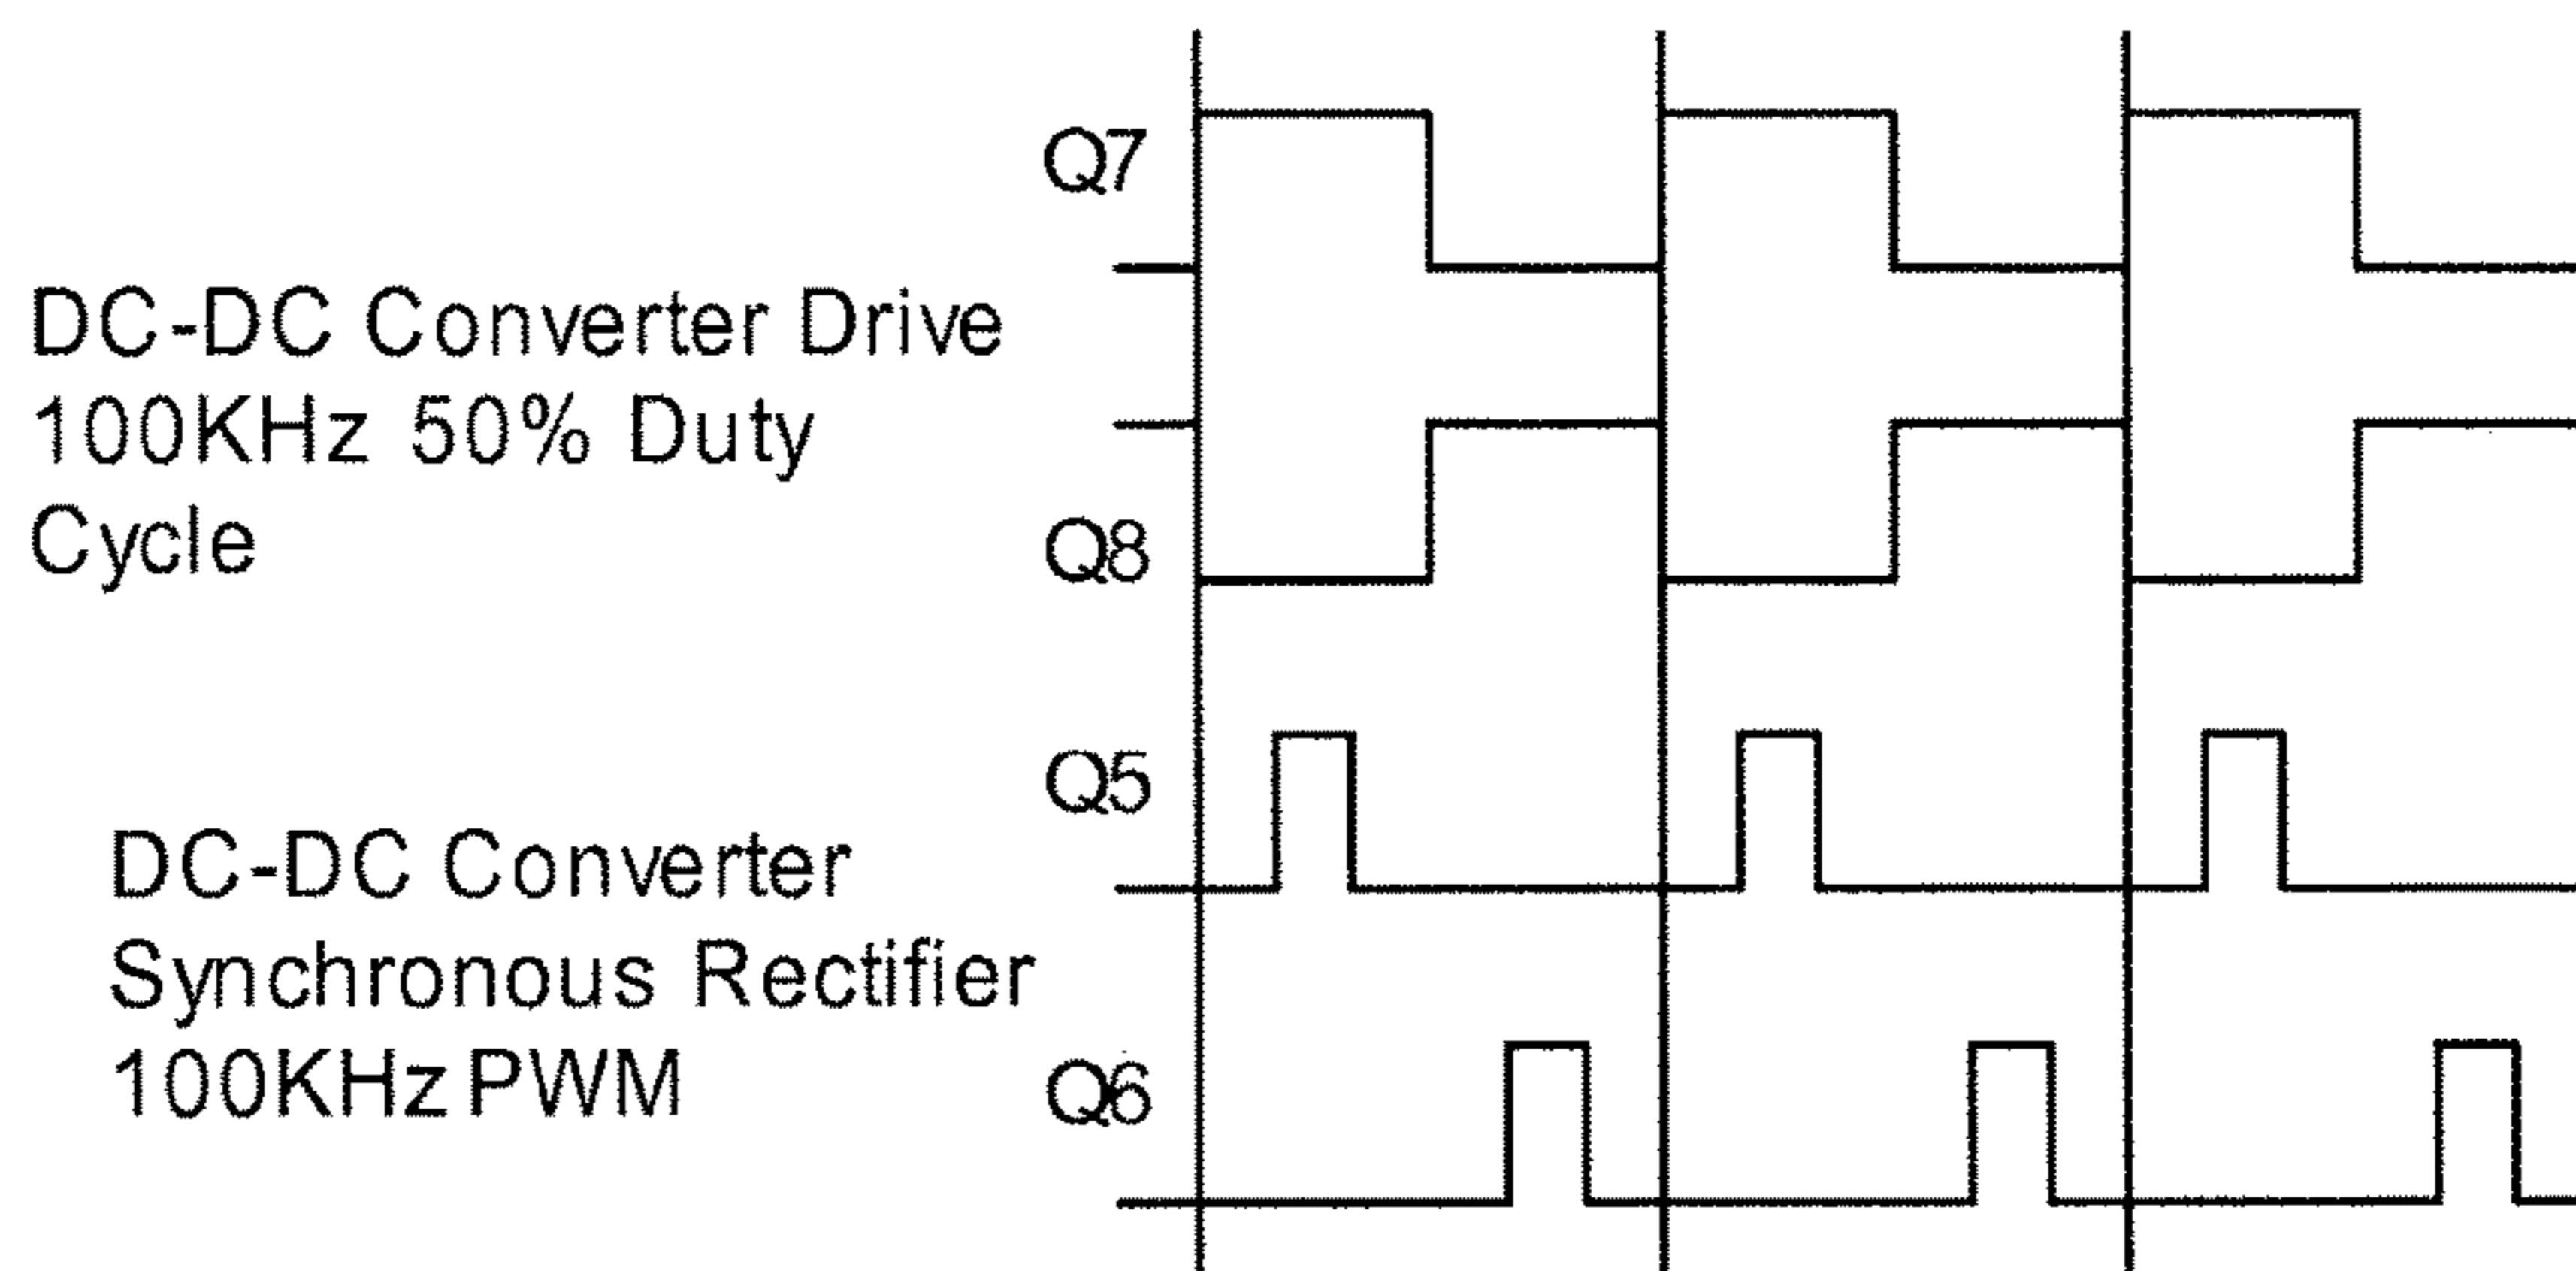 Q7
DC-DC Converter Drive
100KHz 50% Duty
Cycle
Q8
Q5
DC-DC Converter
Synchronous Rectifier
100KHz PWM
Q6